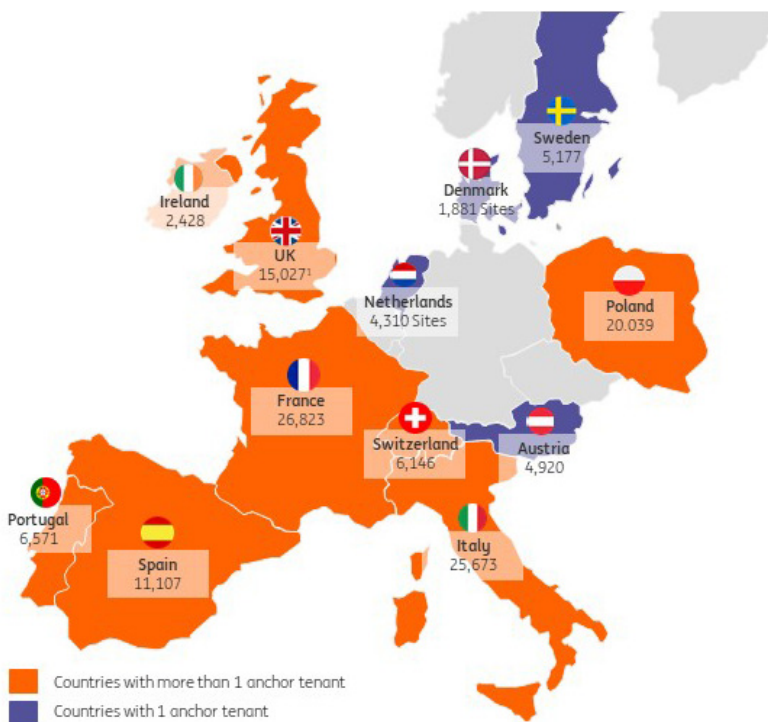 Sweden
5,177
Denmark
1,881 Sites
Ireland
2,428
UK
15,027¹
Netherlands
4,310 Sites
Poland
20.039
France
26,823
Switzerland
6,146
Austria
4,920
Portugal
6,571
Spain
11,107
Italy
25,673
Countries with more than 1 anchor tenant
Countries with 1 anchor tenant